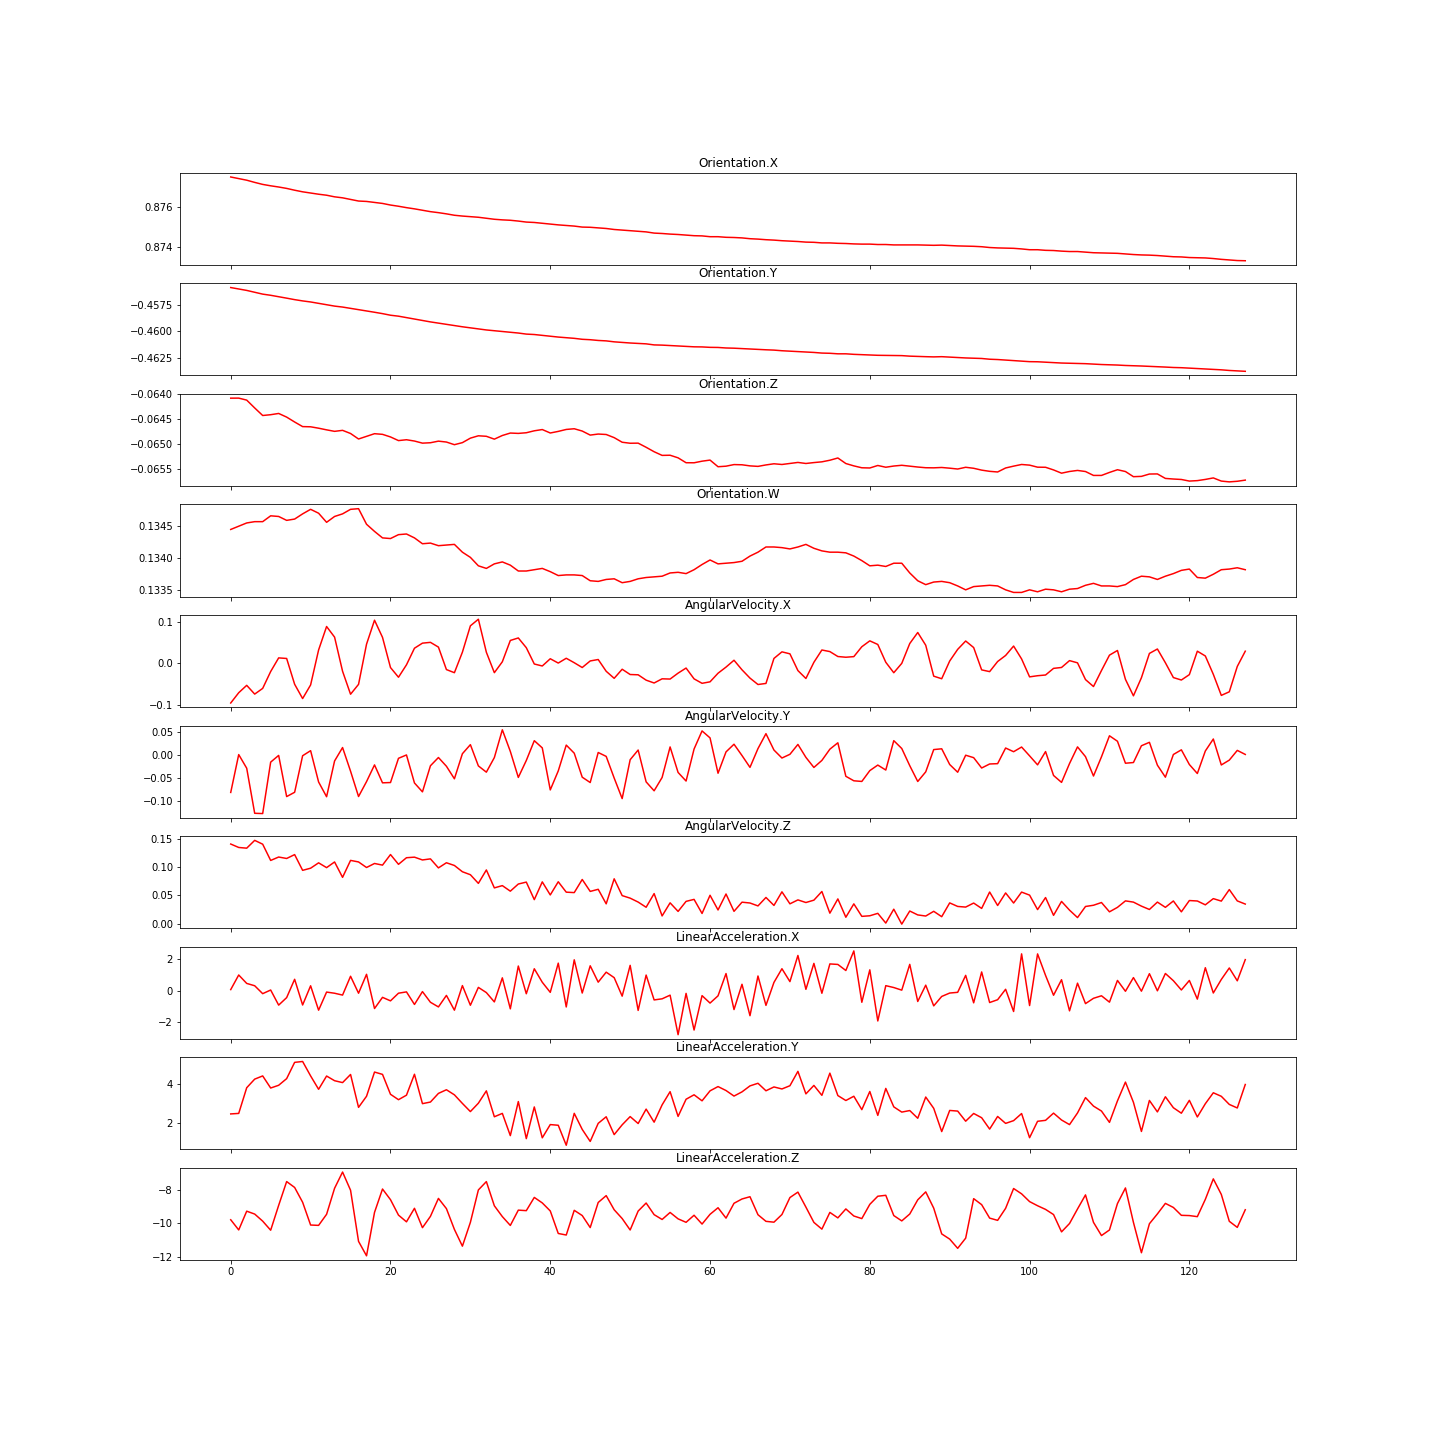 Orientation.X
0.876
0.874
Orientation.Y
−0.4575
−0.4600
−0.4625
Orientation.Z
−0.0640
−0.0645
−0.0650
−0.0655
Orientation.W
0.1345
0.1340
0.1335
AngularVelocity.X
0.1
0.0
−0.1
AngularVelocity.Y
0.05
0.00
−0.05
−0.10
AngularVelocity.Z
0.15
0.10
0.05
0.00
LinearAcceleration.X
2
0
−2
LinearAcceleration.Y
4
2
LinearAcceleration.Z
−8
−10
−12
0 20 40 60 80 100 120